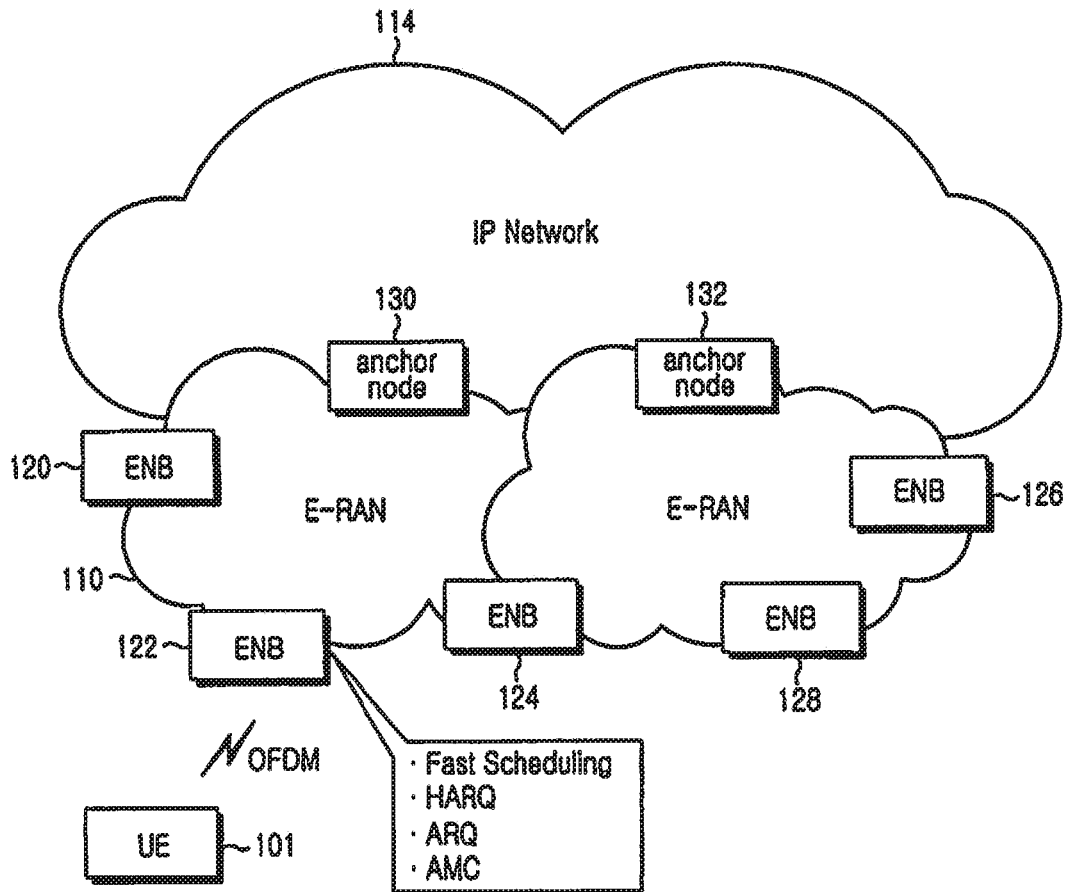 114
IP Network
130
132
anchor
node
anchor
node
120
ENB
E-RAN
E-RAN
ENB
126
110
122
ENB
ENB
ENB
124
128
OFDM
· Fast Scheduling
· HARQ
· ARQ
· AMC
UE
101